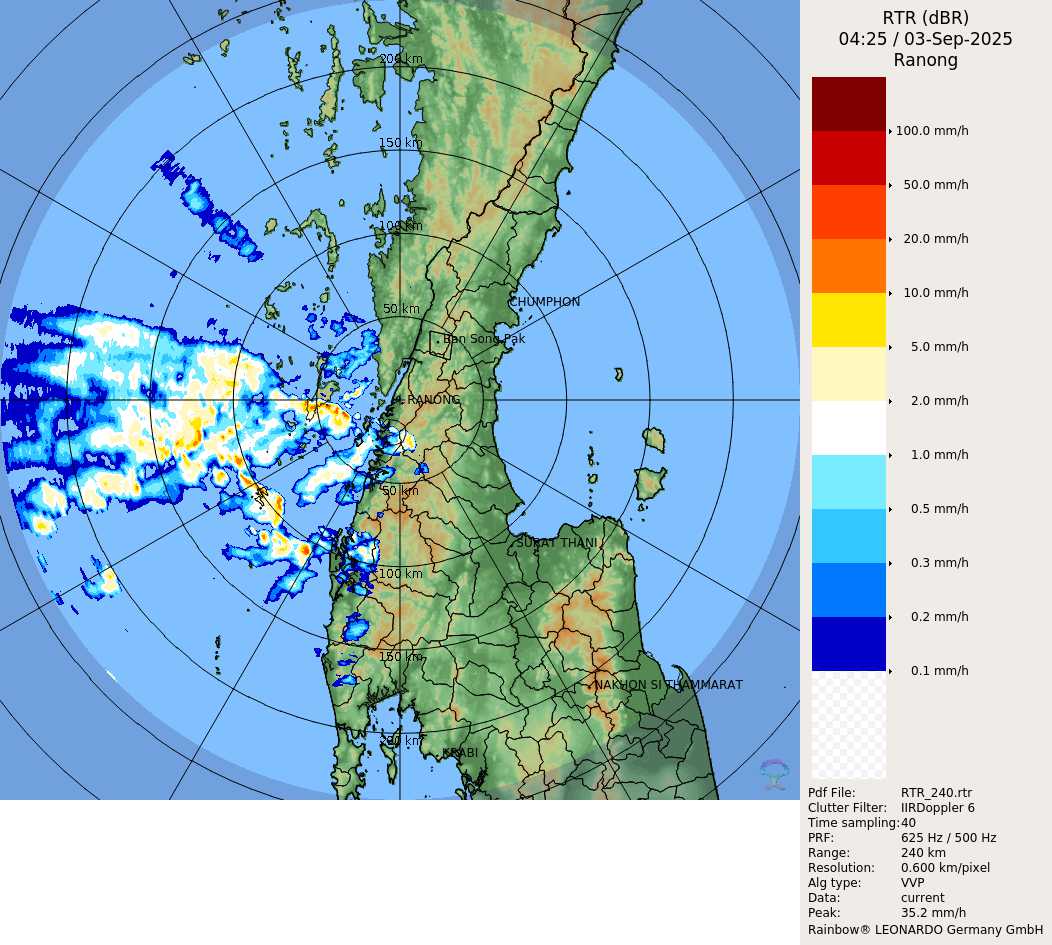 RTR (dBR)
04:25 / 03-Sep-2025
Ranong
200 km
150 km
100 km
50 km
CHUMPHON
Ban Song Pak
RANONG
50 km
SURAT THANI
100 km
150 km
NAKHON SI THAMMARAT
200 km
KRABI
100.0 mm/h
50.0 mm/h
20.0 mm/h
10.0 mm/h
5.0 mm/h
2.0 mm/h
1.0 mm/h
0.5 mm/h
0.3 mm/h
0.2 mm/h
0.1 mm/h
Pdf File: RTR_240.rtr
Clutter Filter: IIRDoppler 6
Time sampling:40
PRF: 625 Hz / 500 Hz
Range: 240 km
Resolution: 0.600 km/pixel
Alg type: VVP
Data: current
Peak: 35.2 mm/h
Rainbow® LEONARDO Germany GmbH